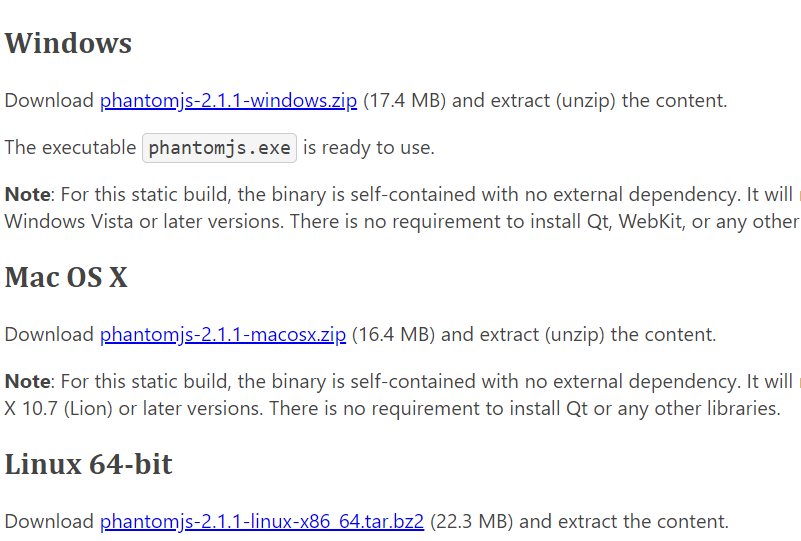 Windows
Download phantomjs-2.1.1-windows.zip (17.4 MB) and extract (unzip) the content.
The executable phantomjs.exe is ready to use.
Note: For this static build, the binary is self-contained with no external dependency. It will
Windows Vista or later versions. There is no requirement to install Qt, WebKit, or any other
Mac OS X
Download phantomjs-2.1.1-macosx.zip (16.4 MB) and extract (unzip) the content.
Note: For this static build, the binary is self-contained with no external dependency. It will
X 10.7 (Lion) or later versions. There is no requirement to install Qt or any other libraries.
Linux 64-bit
Download phantomjs-2.1.1-linux-x86_64.tar.bz2 (22.3 MB) and extract the content.